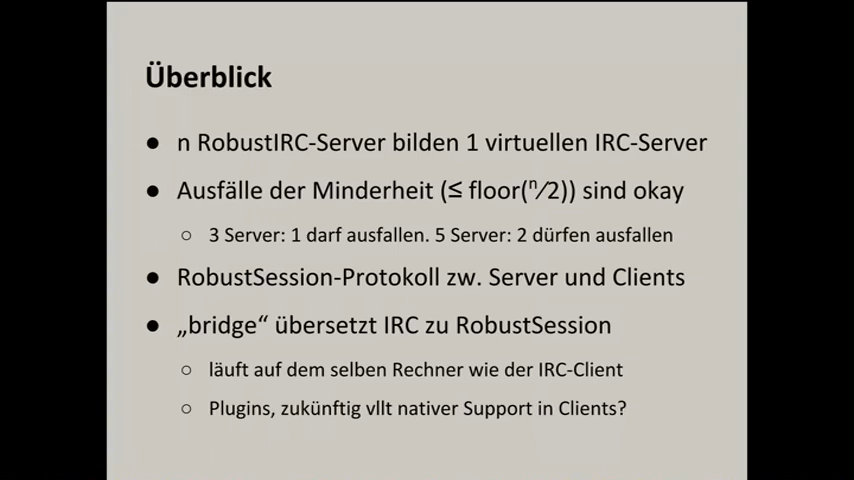 Überblick
● n RobustIRC-Server bilden 1 virtuellen IRC-Server
● Ausfälle der Minderheit (≤ floor(ⁿ⁄2)) sind okay
○ 3 Server: 1 darf ausfallen. 5 Server: 2 dürfen ausfallen
● RobustSession-Protokoll zw. Server und Clients
● „bridge“ übersetzt IRC zu RobustSession
○ läuft auf dem selben Rechner wie der IRC-Client
○ Plugins, zukünftig vllt nativer Support in Clients?